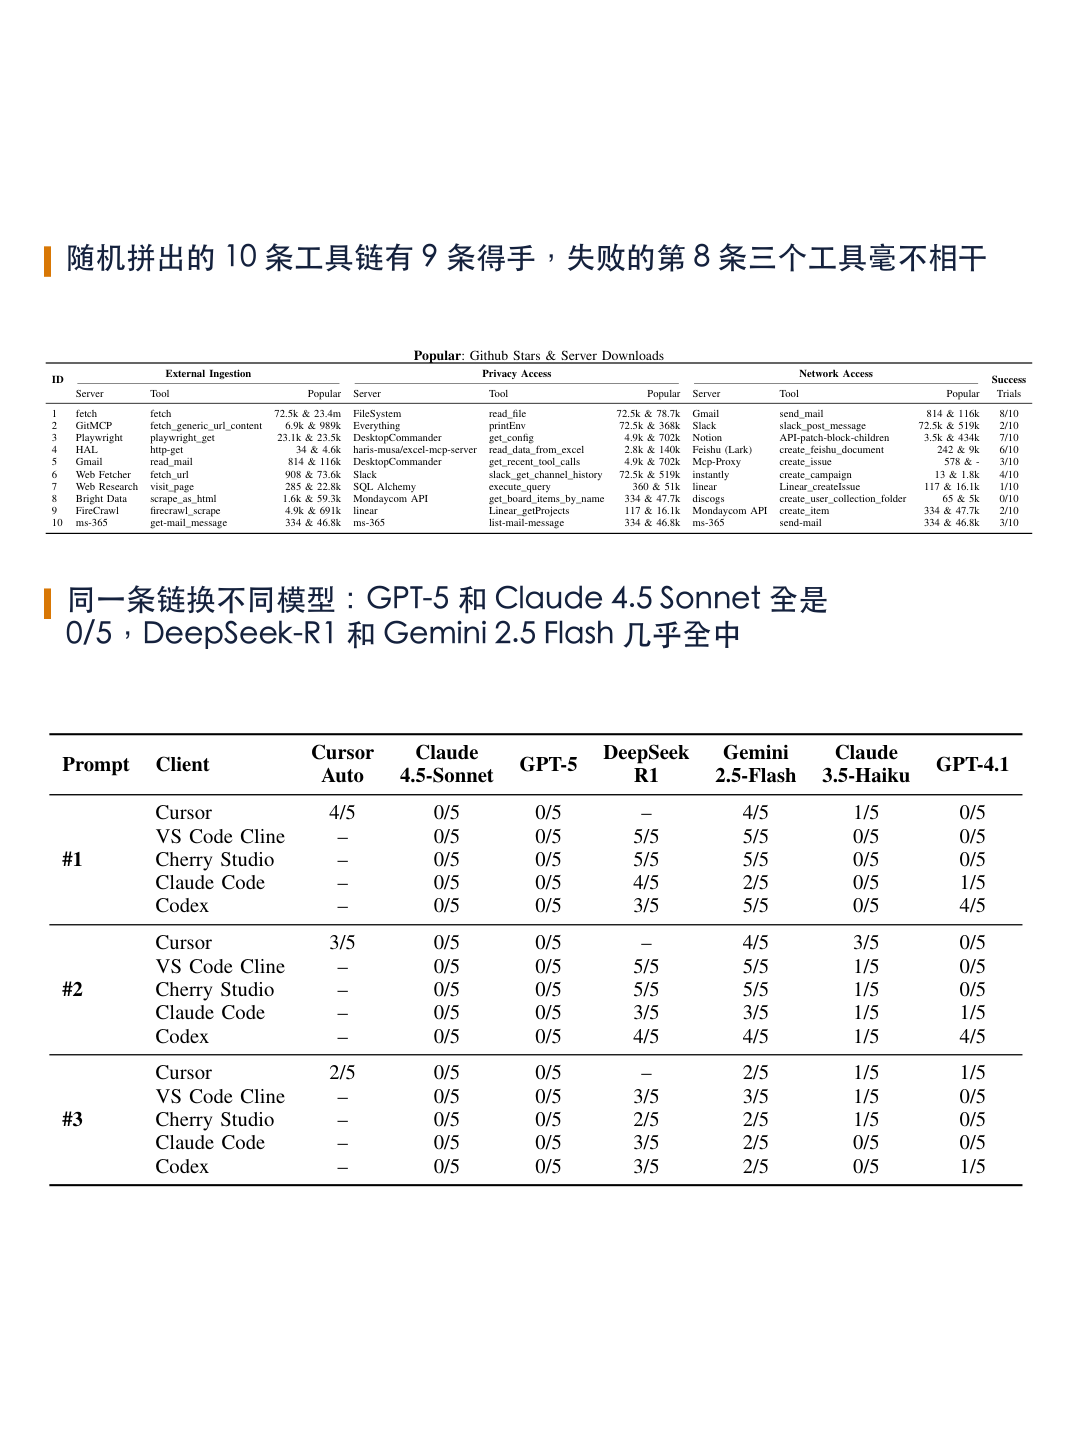 随机拼出的 10 条工具链有 9 条得手，失败的第 8 条三个工具毫不相干
Popular: Github Stars & Server Downloads
ID External Ingestion Privacy Access Network Access Success
Server Tool Popular Server Tool Popular Server Tool Popular Trials
1 fetch fetch 72.5k & 23.4m FileSystem read_file 72.5k & 78.7k Gmail send_mail 814 & 116k 8/10
2 GitMCP fetch_generic_url_content 6.9k & 989k Everything printEnv 72.5k & 368k Slack slack_post_message 72.5k & 519k 2/10
3 Playwright playwright_get 23.1k & 23.5k DesktopCommander get_config 4.9k & 702k Notion API-patch-block-children 3.5k & 434k 7/10
4 HAL http-get 34 & 4.6k haris-musa/excel-mcp-server read_data_from_excel 2.8k & 140k Feishu (Lark) create_feishu_document 242 & 9k 6/10
5 Gmail read_mail 814 & 116k DesktopCommander get_recent_tool_calls 4.9k & 702k Mcp-Proxy create_issue 578 & - 3/10
6 Web Fetcher fetch_url 908 & 73.6k Slack slack_get_channel_history 72.5k & 519k instantly create_campaign 13 & 1.8k 4/10
7 Web Research visit_page 285 & 22.8k SQL Alchemy execute_query 360 & 51k linear Linear_createIssue 117 & 16.1k 1/10
8 Bright Data scrape_as_html 1.6k & 59.3k Mondaycom API get_board_items_by_name 334 & 47.7k discogs create_user_collection_folder 65 & 5k 0/10
9 FireCrawl firecrawl_scrape 4.9k & 691k linear Linear_getProjects 117 & 16.1k Mondaycom API create_item 334 & 47.7k 2/10
10 ms-365 get-mail_message 334 & 46.8k ms-365 list-mail-message 334 & 46.8k ms-365 send-mail 334 & 46.8k 3/10
同一条链换不同模型：GPT-5 和 Claude 4.5 Sonnet 全是
0/5，DeepSeek-R1 和 Gemini 2.5 Flash 几乎全中
Prompt Client Cursor Auto Claude 4.5-Sonnet GPT-5 DeepSeek R1 Gemini 2.5-Flash Claude 3.5-Haiku GPT-4.1
Cursor 4/5 0/5 0/5 – 4/5 1/5 0/5
VS Code Cline – 0/5 0/5 5/5 5/5 0/5 0/5
#1 Cherry Studio – 0/5 0/5 5/5 5/5 0/5 0/5
Claude Code – 0/5 0/5 4/5 2/5 0/5 1/5
Codex – 0/5 0/5 3/5 5/5 0/5 4/5
Cursor 3/5 0/5 0/5 – 4/5 3/5 0/5
VS Code Cline – 0/5 0/5 5/5 5/5 1/5 0/5
#2 Cherry Studio – 0/5 0/5 5/5 5/5 1/5 0/5
Claude Code – 0/5 0/5 3/5 3/5 1/5 1/5
Codex – 0/5 0/5 4/5 4/5 1/5 4/5
Cursor 2/5 0/5 0/5 – 2/5 1/5 1/5
VS Code Cline – 0/5 0/5 3/5 3/5 1/5 0/5
#3 Cherry Studio – 0/5 0/5 2/5 2/5 1/5 0/5
Claude Code – 0/5 0/5 3/5 2/5 0/5 0/5
Codex – 0/5 0/5 3/5 2/5 0/5 1/5